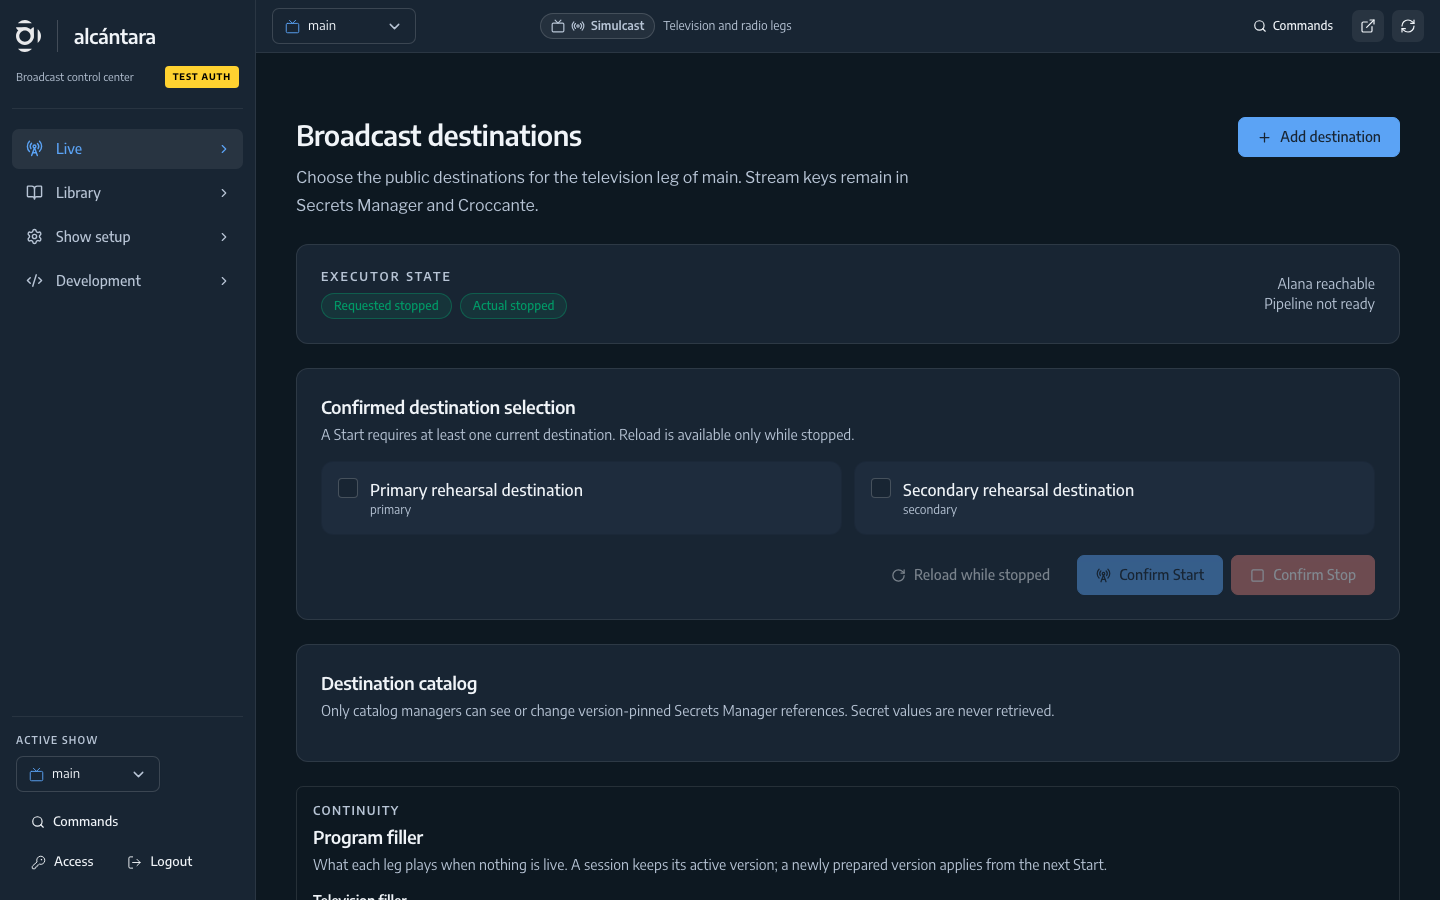 alcántara
Broadcast control center
TEST AUTH
Live
Library
Show setup
Development
ACTIVE SHOW
main
Commands
Access
Logout
main
Simulcast
Television and radio legs
Commands
Broadcast destinations
Add destination
Choose the public destinations for the television leg of main. Stream keys remain in
Secrets Manager and Croccante.
EXECUTOR STATE
Requested stopped
Actual stopped
Alana reachable
Pipeline not ready
Confirmed destination selection
A Start requires at least one current destination. Reload is available only while stopped.
Primary rehearsal destination
primary
Secondary rehearsal destination
secondary
Reload while stopped
Confirm Start
Confirm Stop
Destination catalog
Only catalog managers can see or change version-pinned Secrets Manager references. Secret values are never retrieved.
CONTINUITY
Program filler
What each leg plays when nothing is live. A session keeps its active version; a newly prepared version applies from the next Start.
Television filler